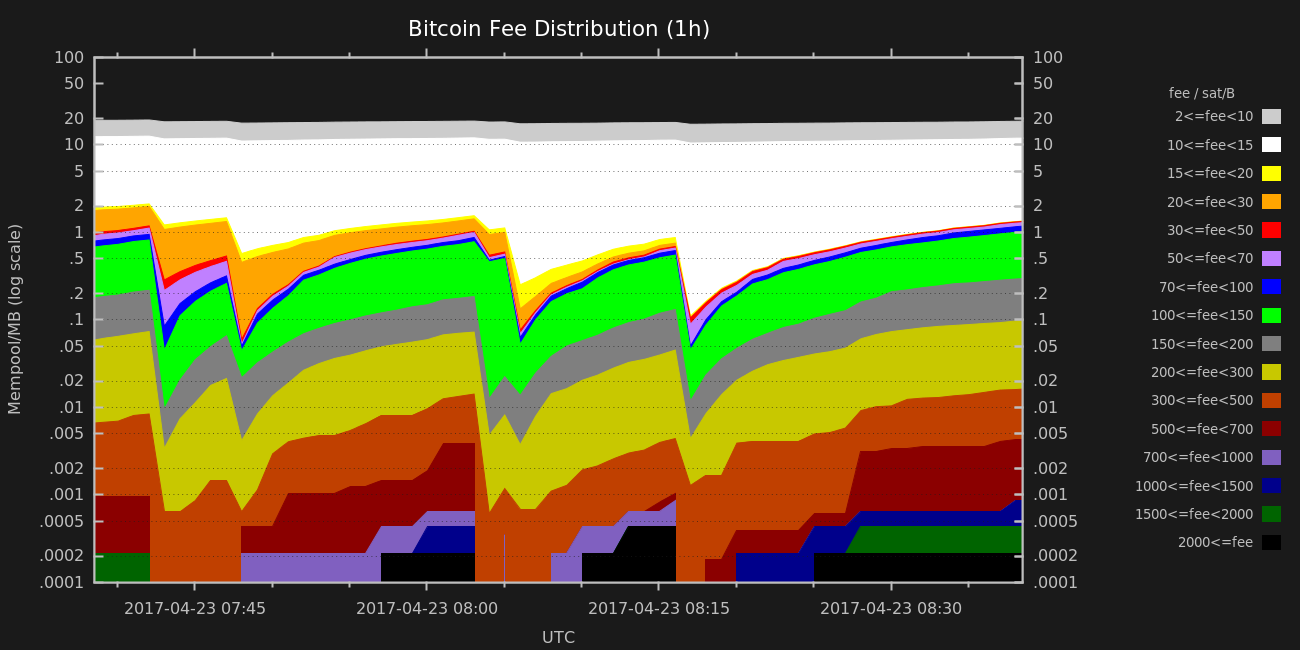 Bitcoin Fee Distribution (1h)
100
50
20
10
5
2
1
.5
.2
.1
.05
.02
.01
.005
.002
.001
.0005
.0002
.0001
Mempool/MB (log scale)
100
50
20
10
5
2
1
.5
.2
.1
.05
.02
.01
.005
.002
.001
.0005
.0002
.0001
fee / sat/B
2<=fee<10
10<=fee<15
15<=fee<20
20<=fee<30
30<=fee<50
50<=fee<70
70<=fee<100
100<=fee<150
150<=fee<200
200<=fee<300
300<=fee<500
500<=fee<700
700<=fee<1000
1000<=fee<1500
1500<=fee<2000
2000<=fee
2017-04-23 07:45 2017-04-23 08:00 2017-04-23 08:15 2017-04-23 08:30
UTC